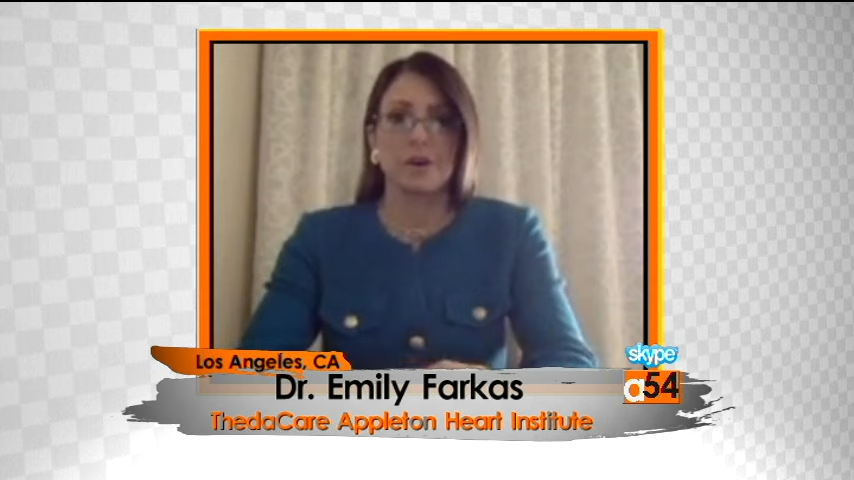 Los Angeles, CA
skype
Dr. Emily Farkas
a54
ThedaCare Appleton Heart Institute